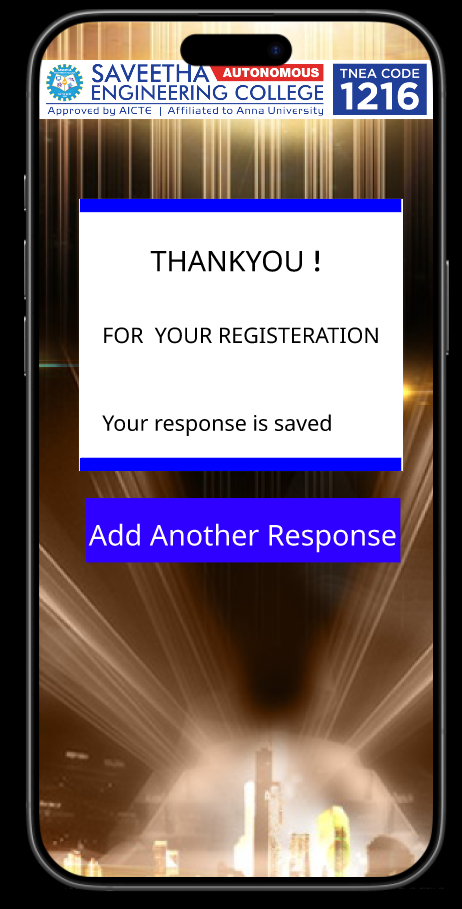 SAVEETHA AUTONOMOUS
ENGINEERING COLLEGE
Approved by AICTE | Affiliated to Anna University
TNEA CODE
1216
THANKYOU !
FOR YOUR REGISTERATION
Your response is saved
Add Another Response